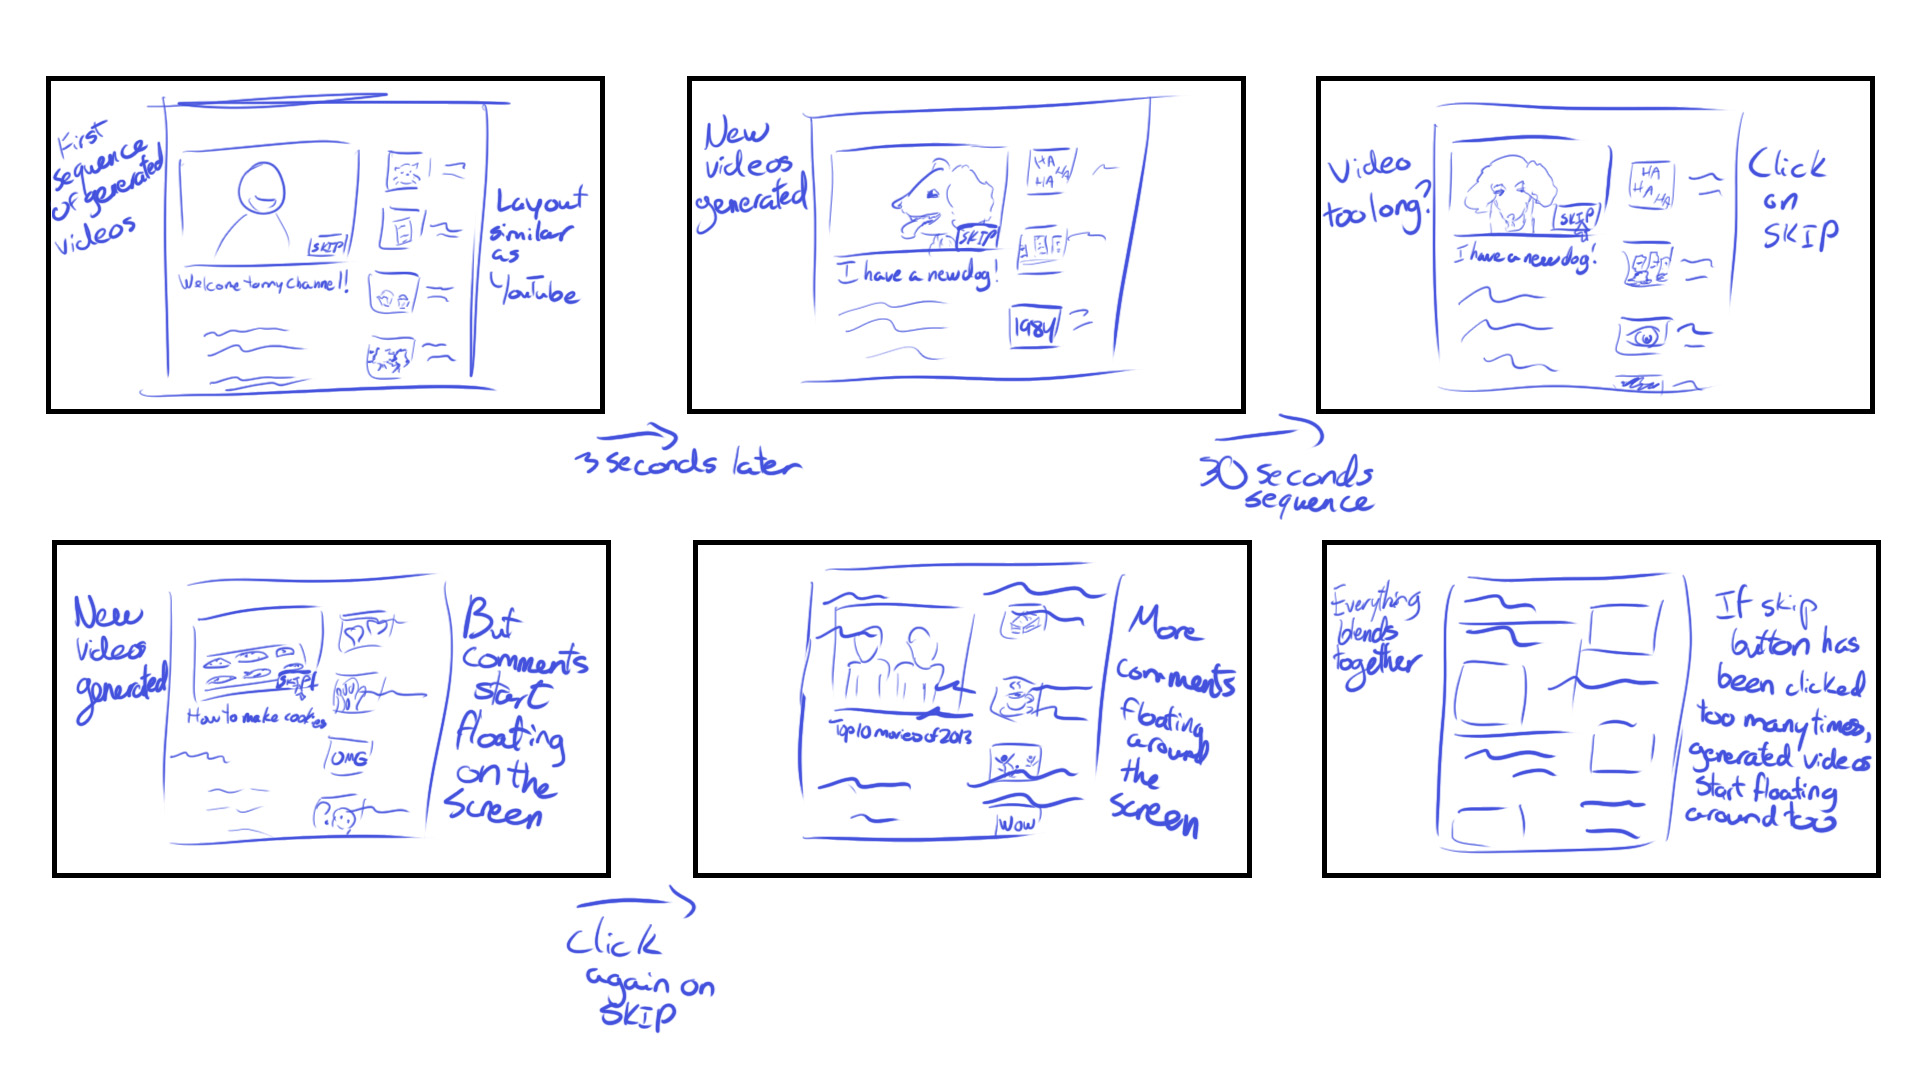 First
sequence
of generated
videos
SKIP
Welcome to my Channel!
Layout
similar
as
YouTube
3 seconds later
New
videos
generated
SKIP
I have a new dog!
HA
HA
HA
HA
1984
30 seconds
sequence
Video
too long?
SKIP
I have a new dog!
HA
HA
HA
Click
on
SKIP
New
videos
generated
SKIP
How to make cookies
OMG
?
But
comments
start
floating
on the
screen
Click
again on
SKIP
Top 10 movies of 2013
WOW
More
comments
floating
around
the
screen
Everything
blends
together
If skip
button has
been clicked
too many times,
generated videos
start floating
around too